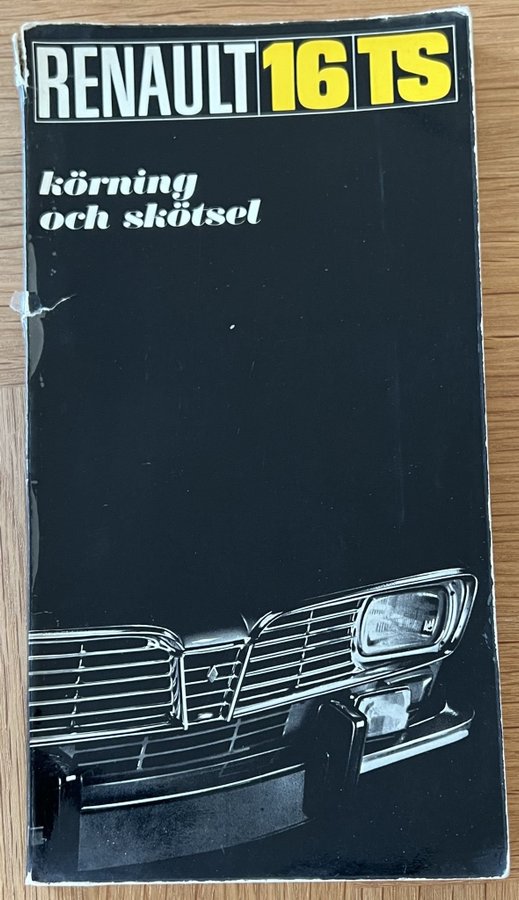 RENAULT 16 TS
körning
och skötsel